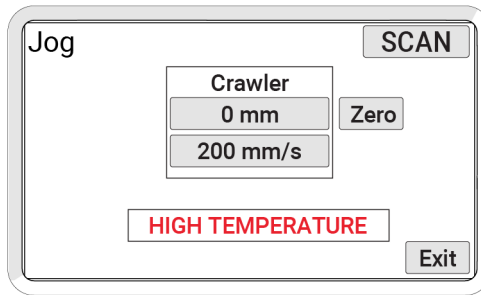 Jog
SCAN
Crawler
0 mm
Zero
200 mm/s
HIGH TEMPERATURE
Exit